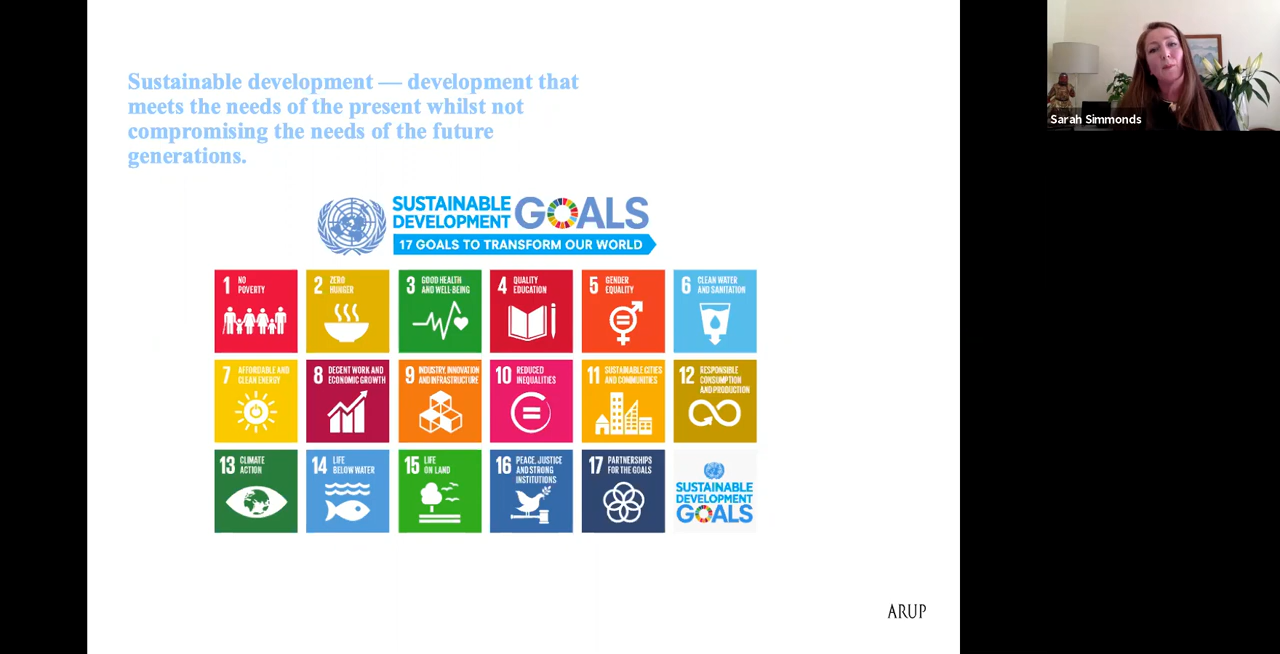 Sustainable development — development that
meets the needs of the present whilst not
compromising the needs of the future
generations.
SUSTAINABLE
DEVELOPMENT
GOALS
17 GOALS TO TRANSFORM OUR WORLD
1 NO
POVERTY
2 ZERO
HUNGER
3 GOOD HEALTH
AND WELL-BEING
4 QUALITY
EDUCATION
5 GENDER
EQUALITY
6 CLEAN WATER
AND SANITATION
7 AFFORDABLE AND
CLEAN ENERGY
8 DECENT WORK AND
ECONOMIC GROWTH
9 INDUSTRY, INNOVATION
AND INFRASTRUCTURE
10 REDUCED
INEQUALITIES
11 SUSTAINABLE CITIES
AND COMMUNITIES
12 RESPONSIBLE
CONSUMPTION
AND PRODUCTION
13 CLIMATE
ACTION
14 LIFE
BELOW WATER
15 LIFE
ON LAND
16 PEACE, JUSTICE
AND STRONG
INSTITUTIONS
17 PARTNERSHIPS
FOR THE GOALS
SUSTAINABLE
DEVELOPMENT
GOALS
ARUP
Sarah Simmonds